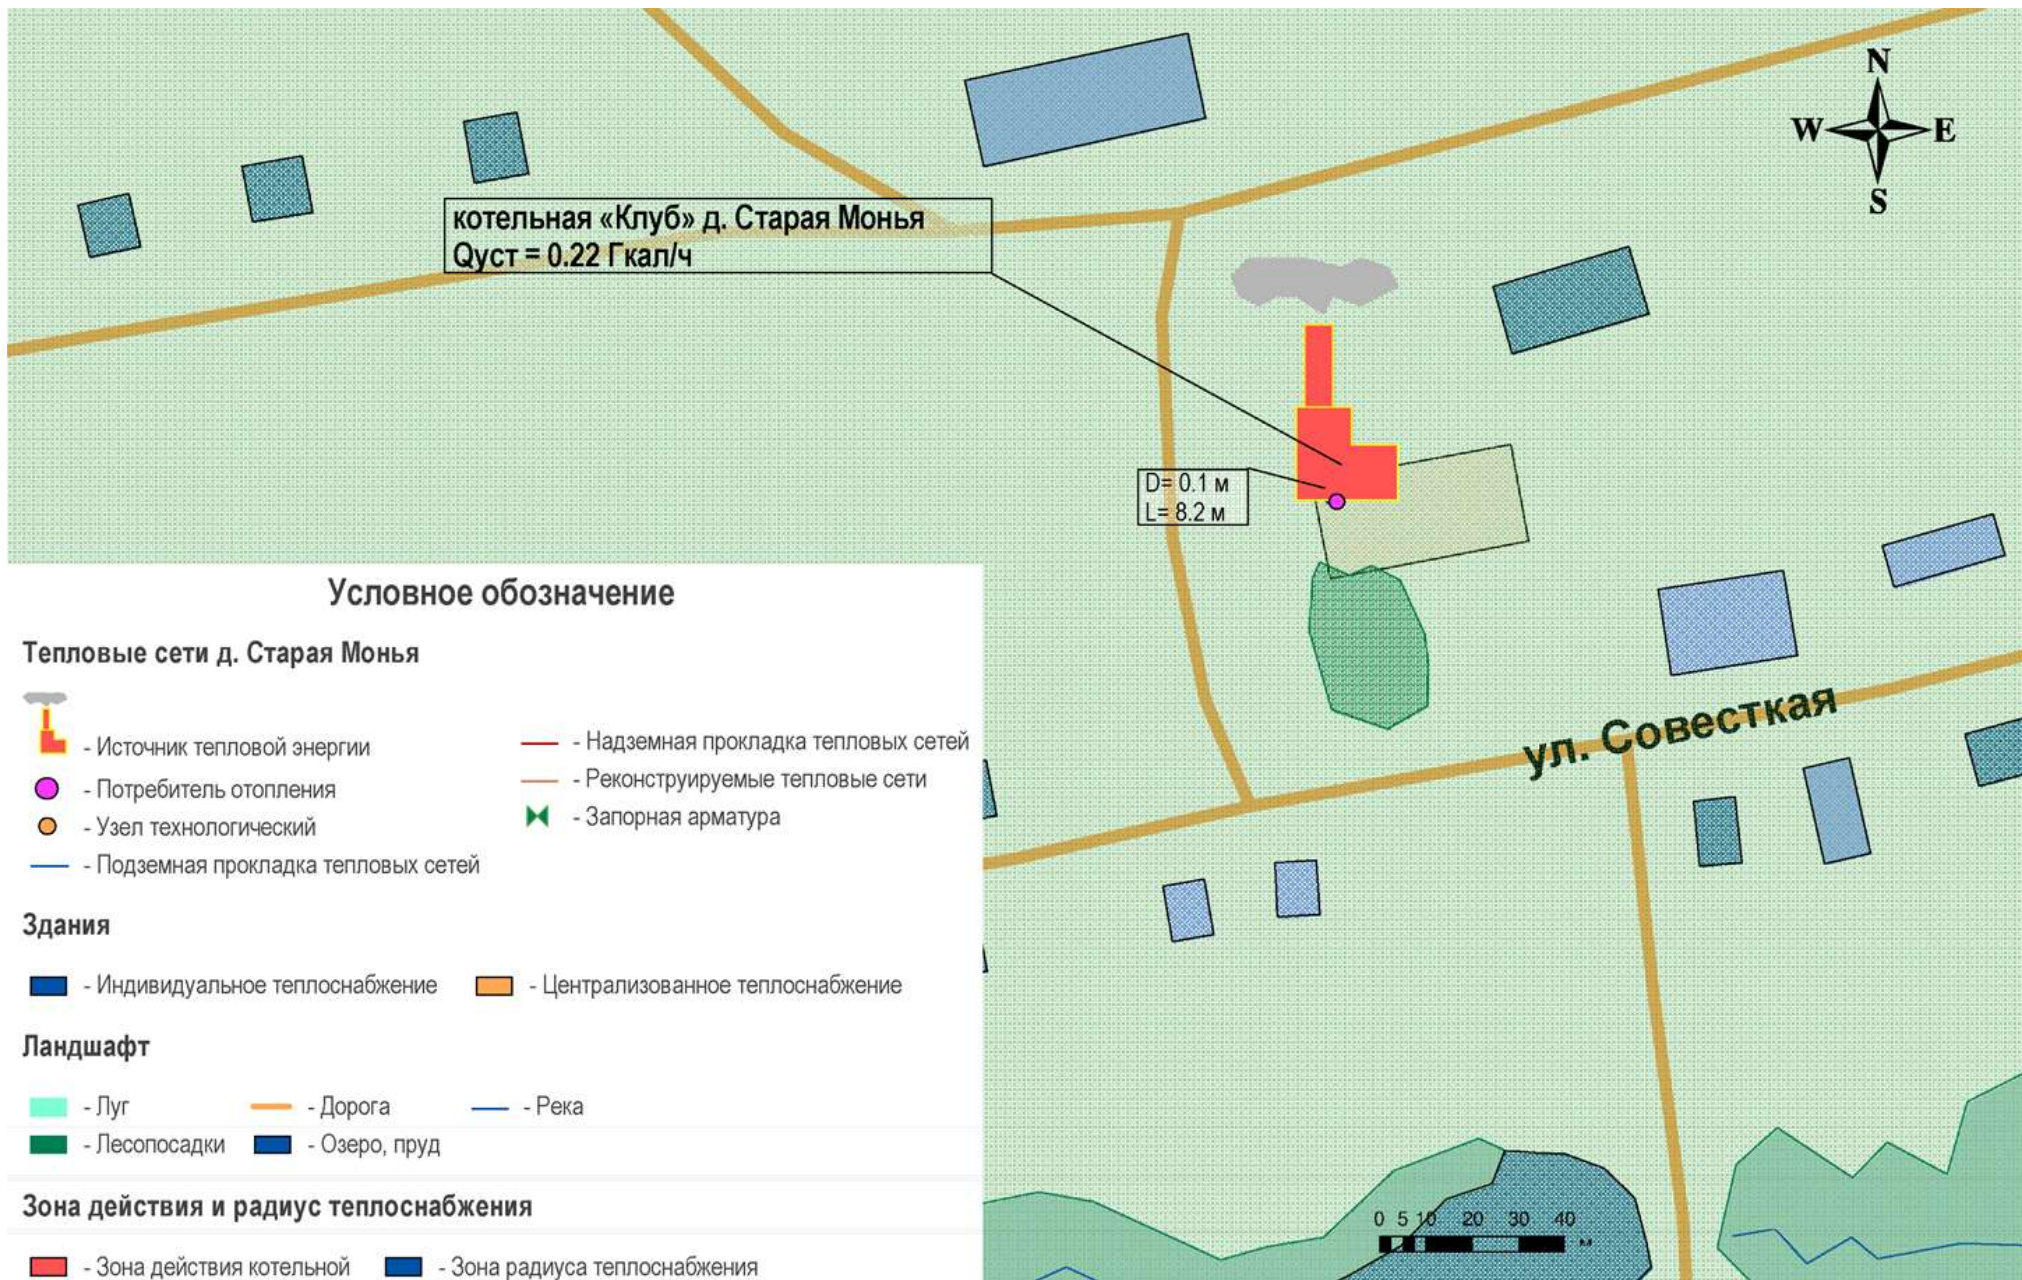 N
W E
S
котельная «Клуб» д. Старая Монья
Qуст = 0.22 Гкал/ч
D= 0.1 м
L= 8.2 м
ул. Совесткая
Условное обозначение
Тепловые сети д. Старая Монья
- Источник тепловой энергии
- Потребитель отопления
- Узел технологический
- Подземная прокладка тепловых сетей
- Надземная прокладка тепловых сетей
- Реконструируемые тепловые сети
- Запорная арматура
Здания
- Индивидуальное теплоснабжение - Централизованное теплоснабжение
Ландшафт
- Луг - Дорога - Река
- Лесопосадки - Озеро, пруд
Зона действия и радиус теплоснабжения
- Зона действия котельной - Зона радиуса теплоснабжения
0 5 10 20 30 40
м